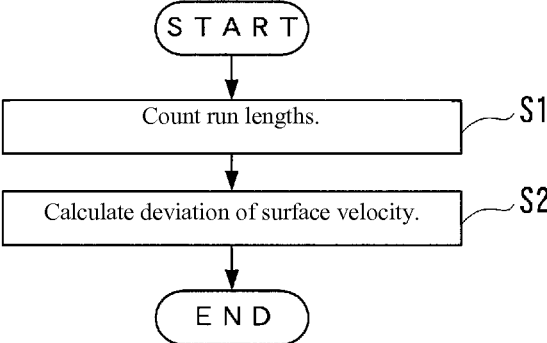 START
Count run lengths.
S1
Calculate deviation of surface velocity.
S2
END